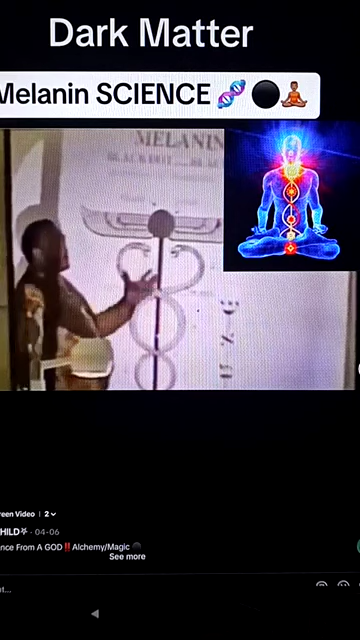 Dark Matter
Melanin SCIENCE 🧬 ⚫🧘🏾
MELANIN
een Video | 2
HILD · 04-06
nce From A GOD‼️Alchemy/Magic ⚫
See more